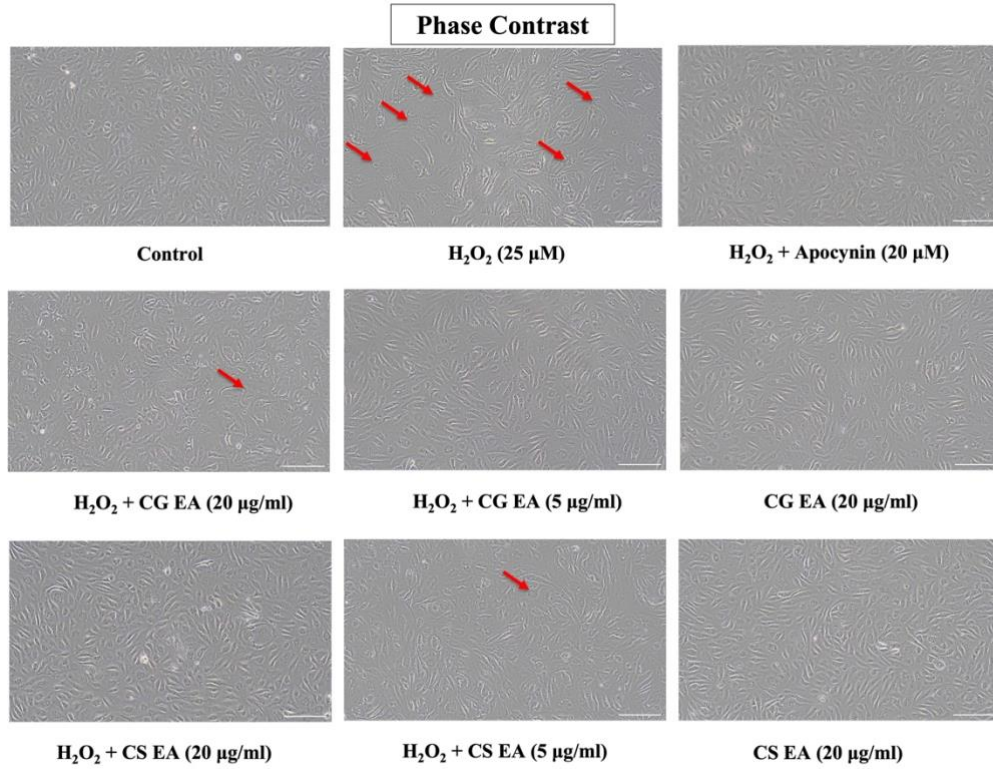 Phase Contrast
Control
H₂O₂ (25 μM)
H₂O₂ + Apocynin (20 μM)
H₂O₂ + CG EA (20 μg/ml)
H₂O₂ + CG EA (5 μg/ml)
CG EA (20 μg/ml)
H₂O₂ + CS EA (20 μg/ml)
H₂O₂ + CS EA (5 μg/ml)
CS EA (20 μg/ml)